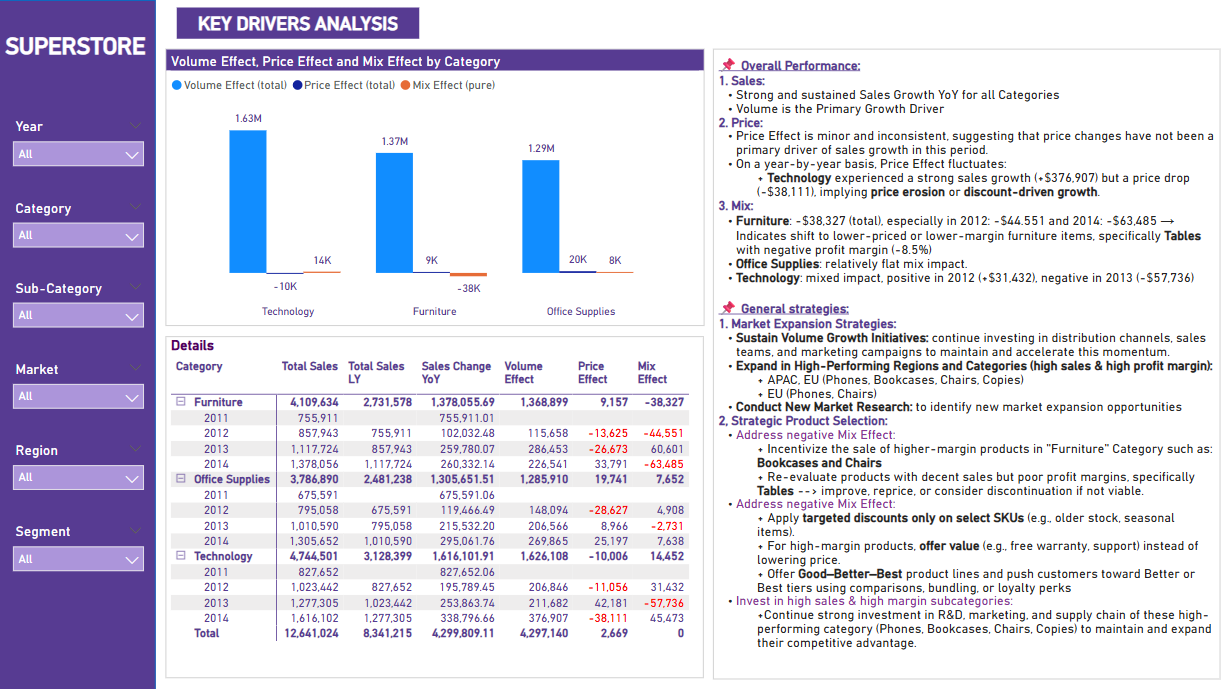 SUPERSTORE
Year
All
Category
All
Sub-Category
All
Market
All
Region
All
Segment
All
KEY DRIVERS ANALYSIS
Volume Effect, Price Effect and Mix Effect by Category
Volume Effect (total) Price Effect (total) Mix Effect (pure)
1.63M
-10K
14K
Technology
1.37M
9K
-38K
Furniture
1.29M
20K
8K
Office Supplies
Details
Category Total Sales Total Sales LY Sales Change YoY Volume Effect Price Effect Mix Effect
Furniture 4,109,634 2,731,578 1,378,055.69 1,368,899 9,157 -38,327
2011 755,911 755,911.01
2012 857,943 755,911 102,032.48 115,658 -13,625 -44,551
2013 1,117,724 857,943 259,780.07 286,453 -26,673 60,601
2014 1,378,056 1,117,724 260,332.14 226,541 33,791 -63,485
Office Supplies 3,786,890 2,481,238 1,305,651.51 1,285,910 19,741 7,652
2011 675,591 675,591.06
2012 795,058 675,591 119,466.49 148,094 -28,627 4,908
2013 1,010,590 795,058 215,532.20 206,566 8,966 -2,731
2014 1,305,652 1,010,590 295,061.76 269,865 25,197 7,638
Technology 4,744,501 3,128,399 1,616,101.91 1,626,108 -10,006 14,452
2011 827,652 827,652.06
2012 1,023,442 827,652 195,789.45 206,846 -11,056 31,432
2013 1,277,305 1,023,442 253,863.74 211,682 42,181 -57,736
2014 1,616,102 1,277,305 338,796.66 376,907 -38,111 45,473
Total 12,641,024 8,341,215 4,299,809.11 4,297,140 2,669 0
📌 Overall Performance:
1. Sales:
• Strong and sustained Sales Growth YoY for all Categories
• Volume is the Primary Growth Driver
2. Price:
• Price Effect is minor and inconsistent, suggesting that price changes have not been a
primary driver of sales growth in this period.
• On a year-by-year basis, Price Effect fluctuates:
+ Technology experienced a strong sales growth (+$376,907) but a price drop
(-$38,111), implying price erosion or discount-driven growth.
3. Mix:
• Furniture: -$38,327 (total), especially in 2012: -$44.551 and 2014: -$63,485 →
Indicates shift to lower-priced or lower-margin furniture items, specifically Tables
with negative profit margin (-8.5%)
• Office Supplies: relatively flat mix impact.
• Technology: mixed impact, positive in 2012 (+$31,432), negative in 2013 (-$57,736)
📌 General strategies:
1. Market Expansion Strategies:
• Sustain Volume Growth Initiatives: continue investing in distribution channels, sales
teams, and marketing campaigns to maintain and accelerate this momentum.
• Expand in High-Performing Regions and Categories (high sales & high profit margin):
+ APAC, EU (Phones, Bookcases, Chairs, Copies)
+ EU (Phones, Chairs)
• Conduct New Market Research: to identify new market expansion opportunities
2, Strategic Product Selection:
• Address negative Mix Effect:
+ Incentivize the sale of higher-margin products in "Furniture" Category such as:
Bookcases and Chairs
+ Re-evaluate products with decent sales but poor profit margins, specifically
Tables --> improve, reprice, or consider discontinuation if not viable.
• Address negative Mix Effect:
+ Apply targeted discounts only on select SKUs (e.g., older stock, seasonal
items).
+ For high-margin products, offer value (e.g., free warranty, support) instead of
lowering price.
+ Offer Good–Better–Best product lines and push customers toward Better or
Best tiers using comparisons, bundling, or loyalty perks
• Invest in high sales & high margin subcategories:
+Continue strong investment in R&D, marketing, and supply chain of these high-
performing category (Phones, Bookcases, Chairs, Copies) to maintain and expand
their competitive advantage.